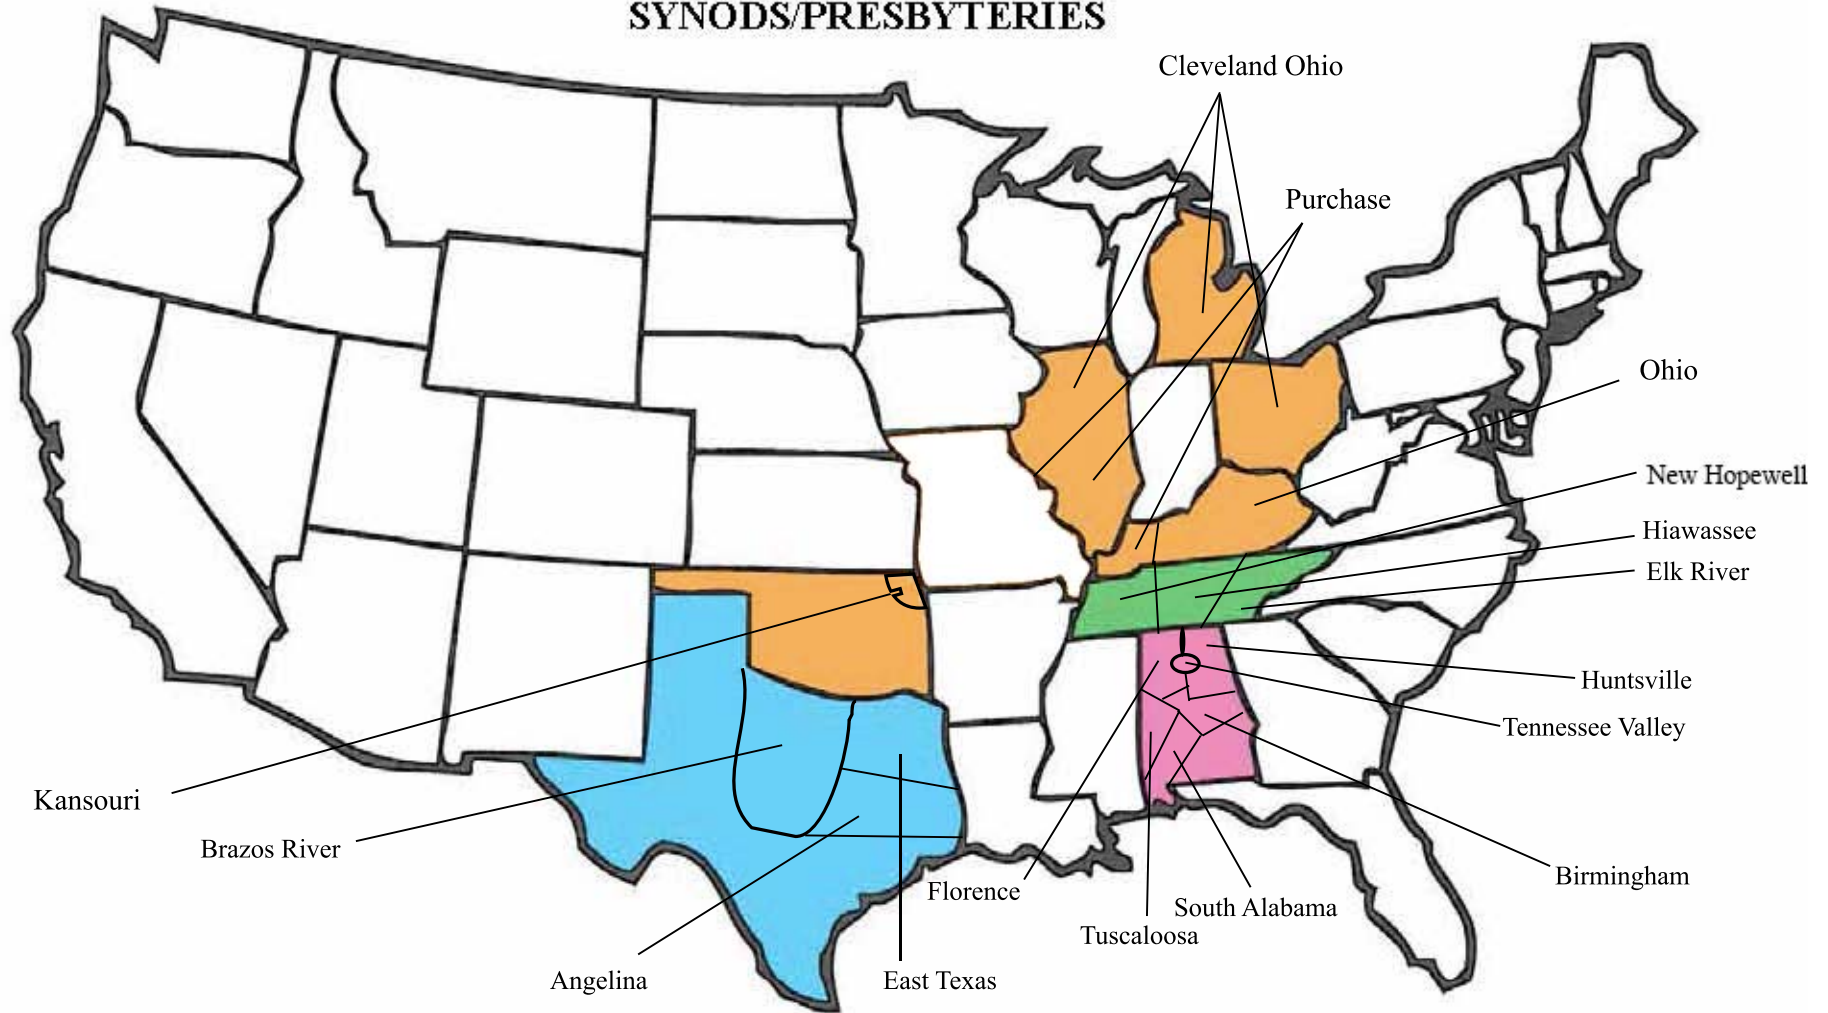 SYNODS/PRESBYTERIES
Cleveland Ohio
Purchase
Ohio
New Hopewell
Hiawassee
Elk River
Huntsville
Tennessee Valley
Kansouri
Brazos River
Birmingham
Florence
South Alabama
Tuscaloosa
Angelina
East Texas